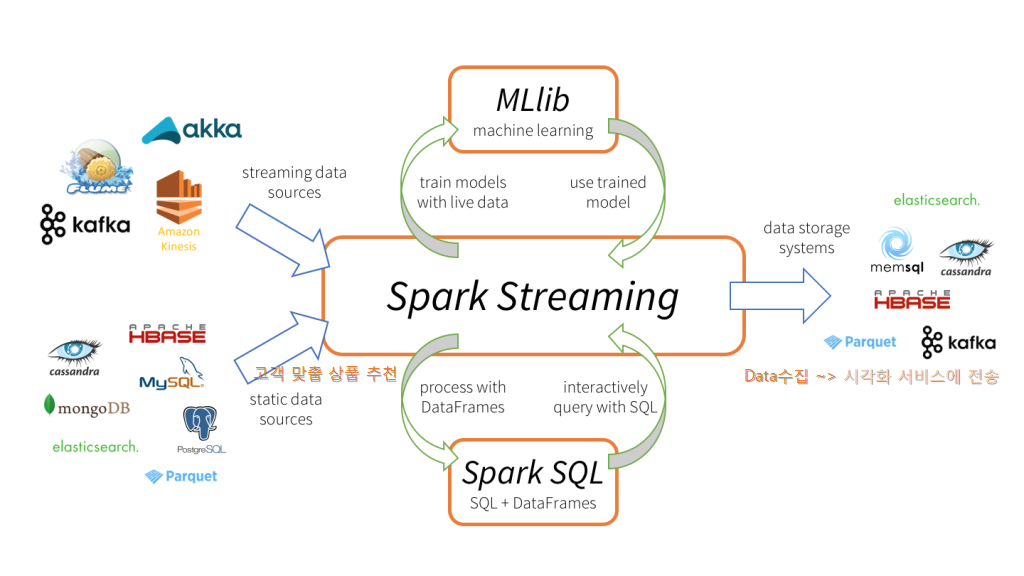 MLlib
machine learning
akka
FLUME
kafka
Amazon
Kinesis
streaming data
sources
train models
with live data
use trained
model
Spark Streaming
data storage
systems
elasticsearch.
memsql
cassandra
APACHE
HBASE
Parquet
kafka
Data수집 ~> 시각화 서비스에 전송
APACHE
HBASE
cassandra
MySQL
mongoDB
PostgreSQL
elasticsearch.
Parquet
고객 맞춤 상품 추천
static data
sources
process with
DataFrames
interactively
query with SQL
Spark SQL
SQL + DataFrames